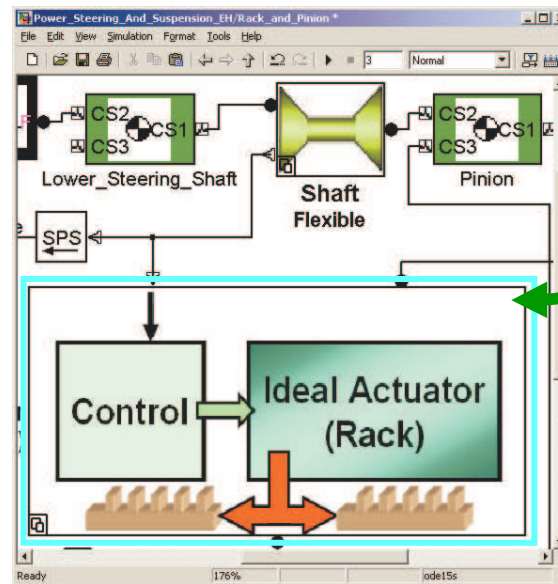 Power_Steering_And_Suspension_EH/Rack_and_Pinion *
File Edit View Simulation Format Tools Help
3 Normal
CS2 CS1 CS3
Lower_Steering_Shaft
Shaft
Flexible
CS2 CS1 CS3
Pinion
SPS
Control
Ideal Actuator
(Rack)
Ready 176% ode15s